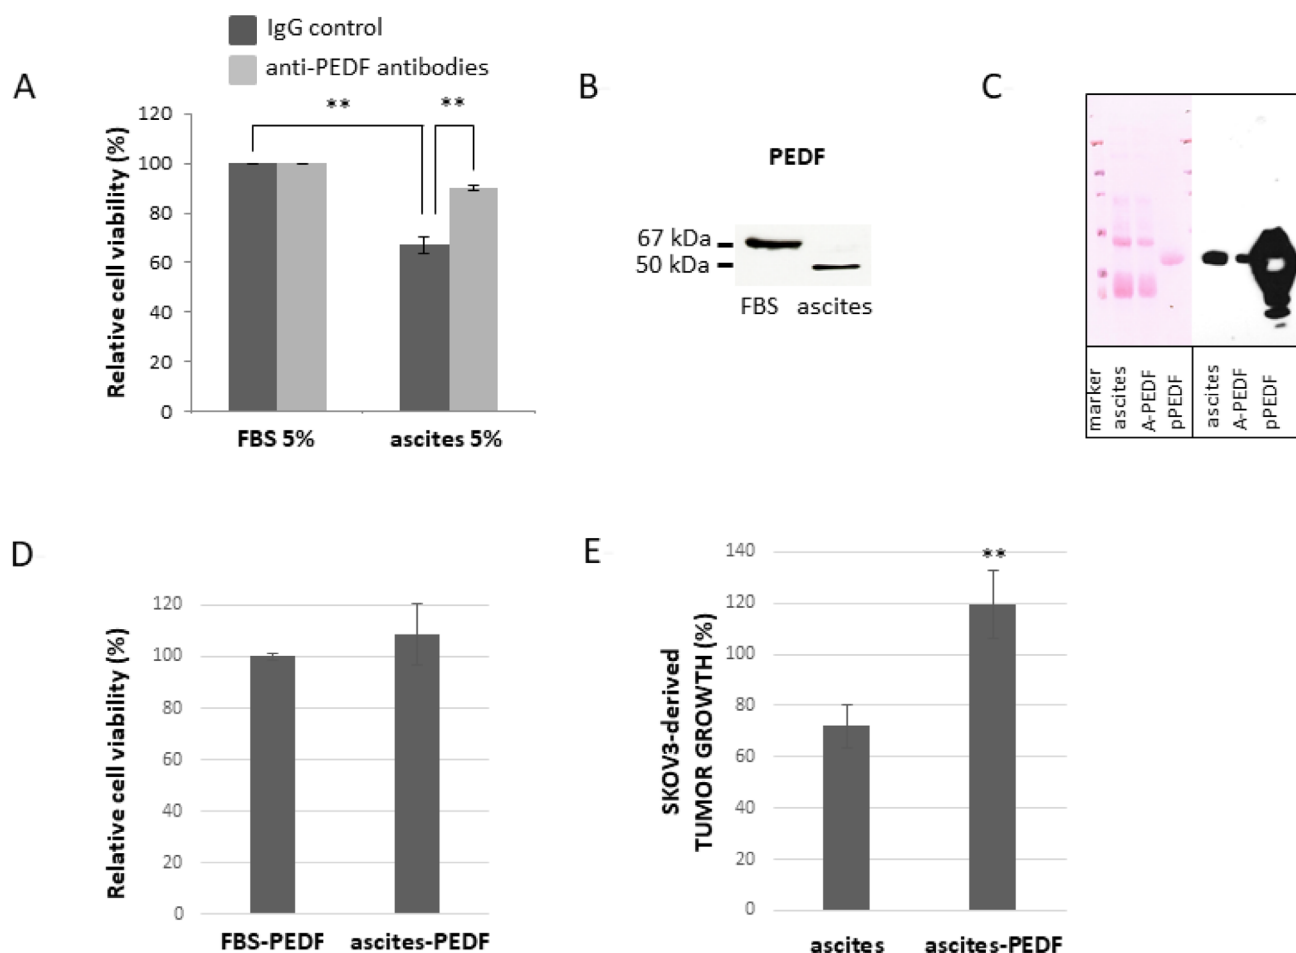 IgG control
anti-PEDF antibodies
A
**
**
Relative cell viability (%)
120
100
80
60
40
20
0
FBS 5%
ascites 5%
B
PEDF
67 kDa
50 kDa
FBS
ascites
C
marker
ascites
A-PEDF
pPEDF
ascites
A-PEDF
pPEDF
D
Relative cell viability (%)
120
100
80
60
40
20
0
FBS-PEDF
ascites-PEDF
E
SKOV3-derived
TUMOR GROWTH (%)
140
120
100
80
60
40
20
0
**
ascites
ascites-PEDF